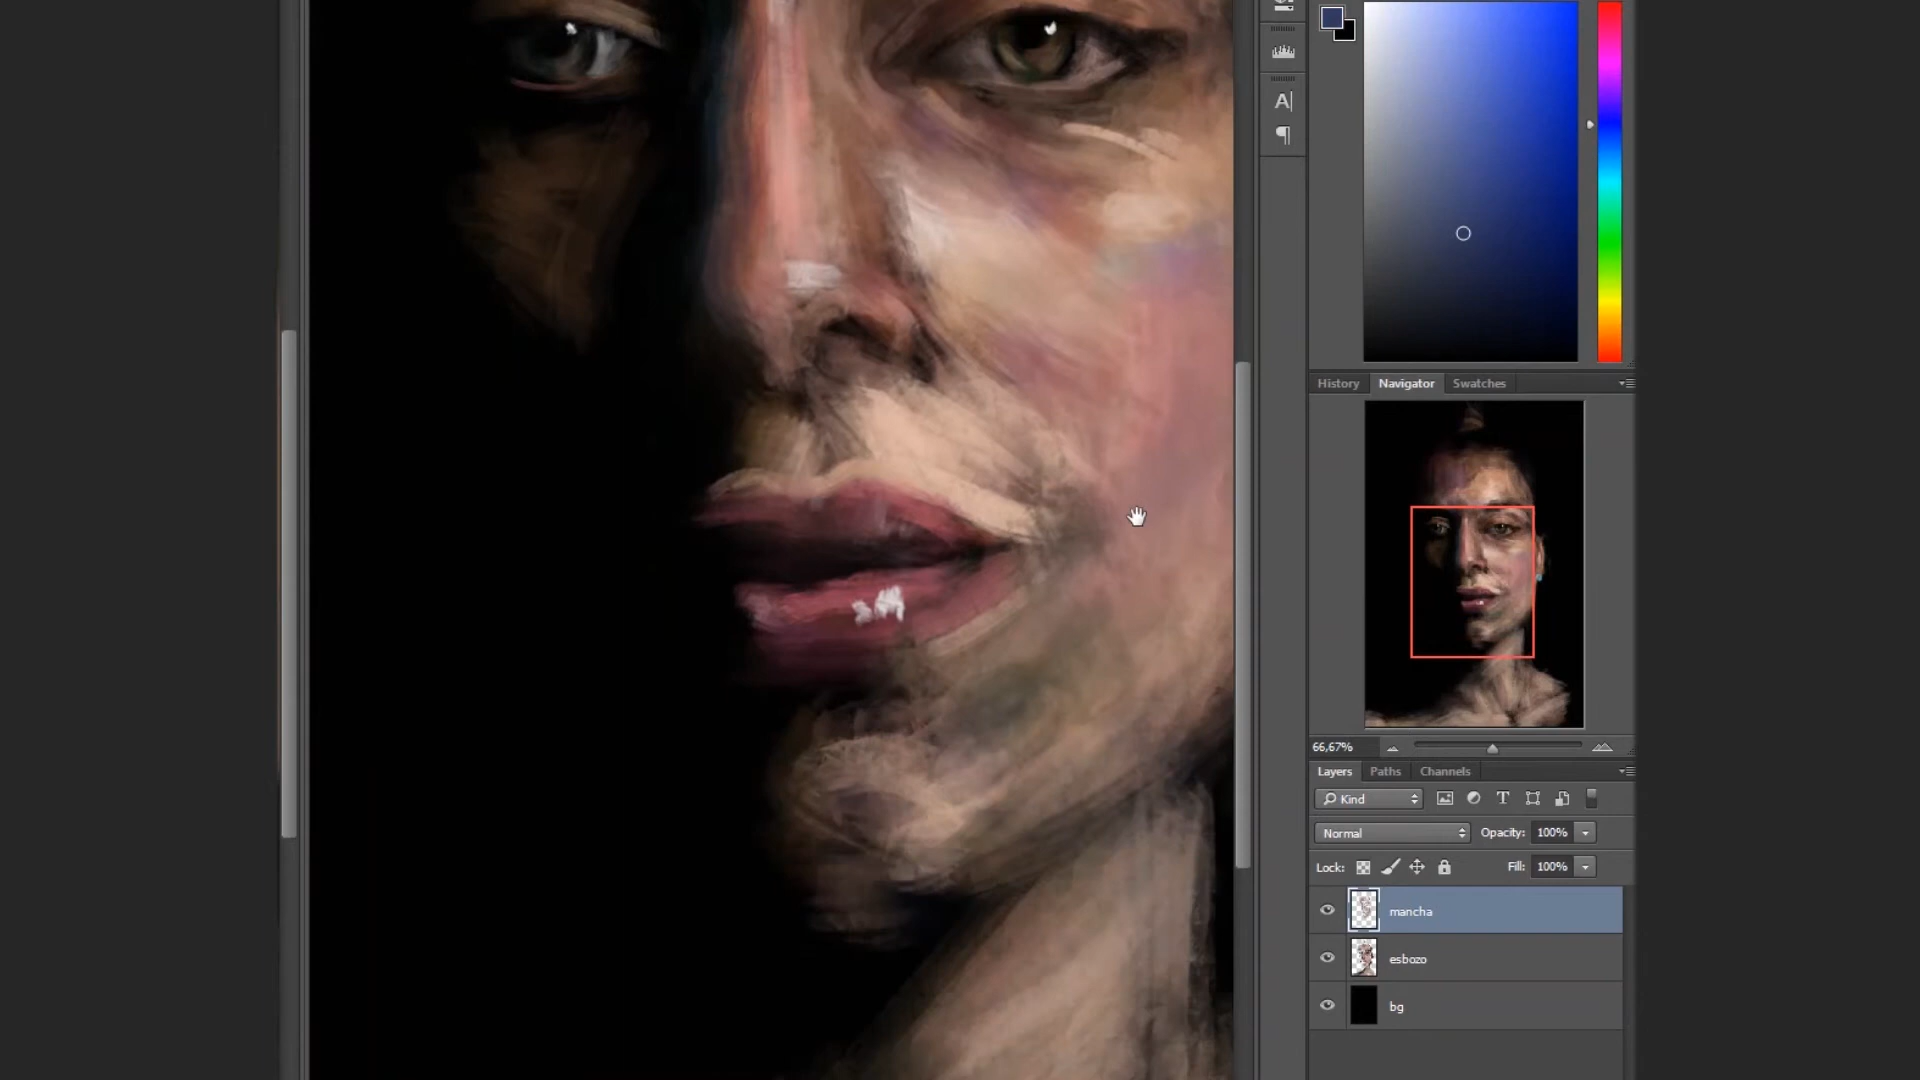 A|
¶
History Navigator Swatches
66,67%
Layers Paths Channels
Kind T
Normal Opacity: 100%
Lock: Fill: 100%
mancha
esbozo
bg